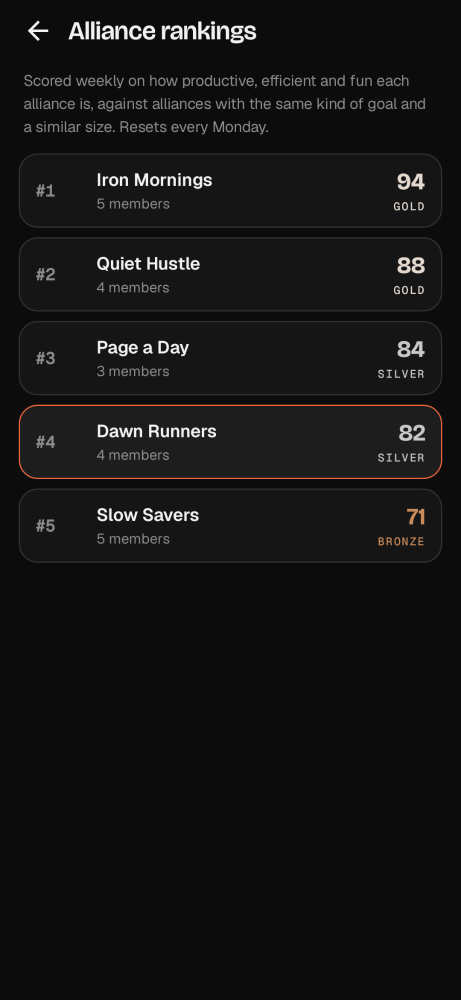 Alliance rankings
Scored weekly on how productive, efficient and fun each
alliance is, against alliances with the same kind of goal and
a similar size. Resets every Monday.
#1
Iron Mornings
5 members
94
GOLD
#2
Quiet Hustle
4 members
88
GOLD
#3
Page a Day
3 members
84
SILVER
#4
Dawn Runners
4 members
82
SILVER
#5
Slow Savers
5 members
71
BRONZE